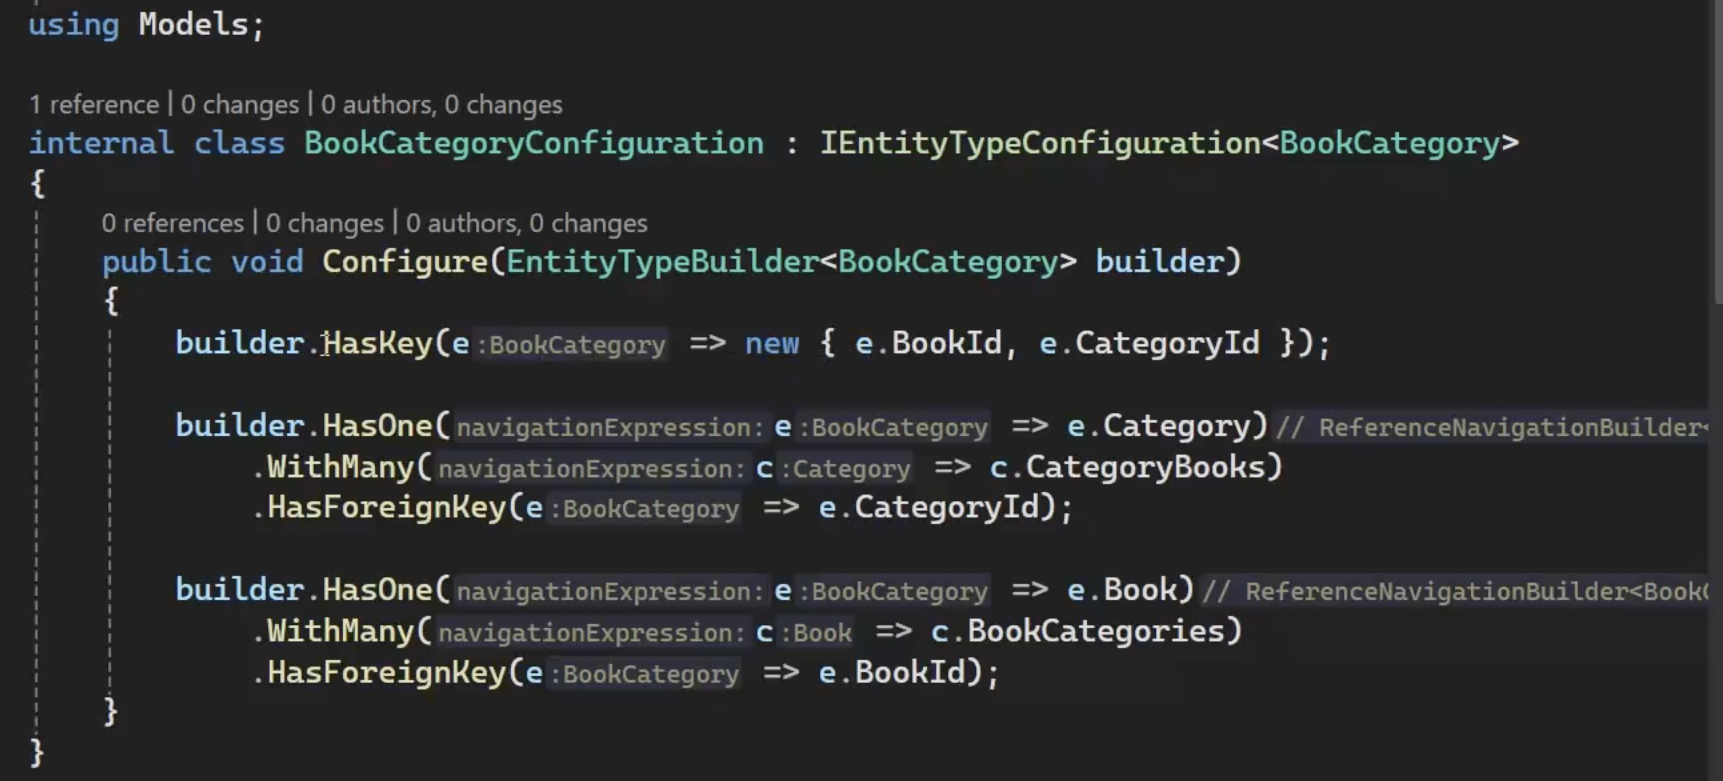 using Models;
1 reference | 0 changes | 0 authors, 0 changes
internal class BookCategoryConfiguration : IEntityTypeConfiguration<BookCategory>
{
0 references | 0 changes | 0 authors, 0 changes
public void Configure(EntityTypeBuilder<BookCategory> builder)
{
builder.HasKey(e :BookCategory => new { e.BookId, e.CategoryId });
builder.HasOne( navigationExpression: e :BookCategory => e.Category) // ReferenceNavigationBuilder<
.WithMany( navigationExpression: c :Category => c.CategoryBooks)
.HasForeignKey(e :BookCategory => e.CategoryId);
builder.HasOne( navigationExpression: e :BookCategory => e.Book) // ReferenceNavigationBuilder<Book
.WithMany( navigationExpression: c :Book => c.BookCategories)
.HasForeignKey(e :BookCategory => e.BookId);
}
}